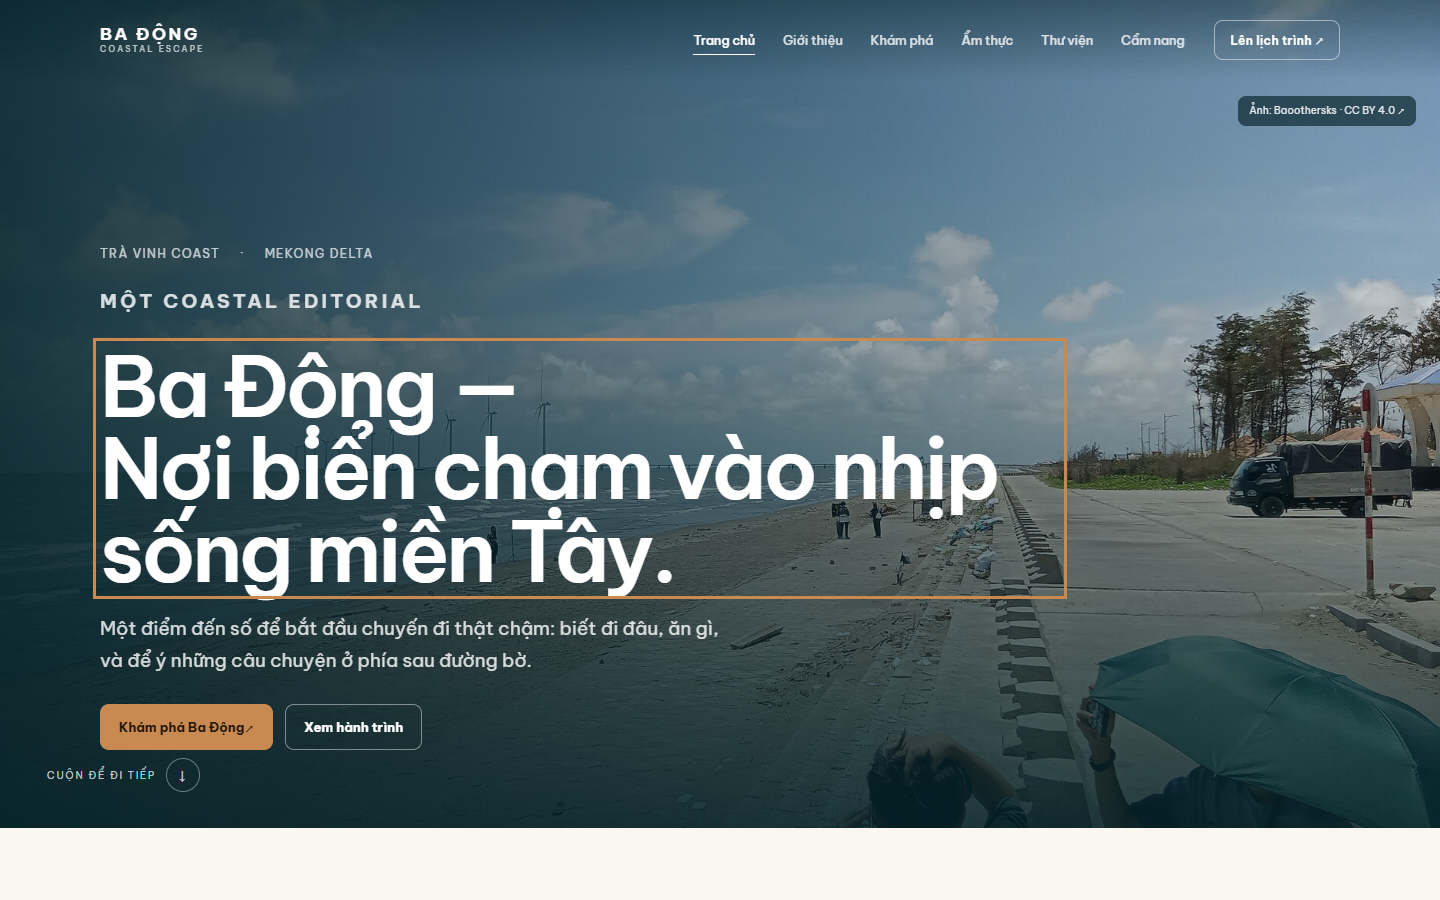 BA ĐỘNG
COASTAL ESCAPE
Trang chủ
Giới thiệu
Khám phá
Ẩm thực
Thư viện
Cẩm nang
Lên lịch trình ↗
Ảnh: Baoothersks · CC BY 4.0 ↗
TRÀ VINH COAST · MEKONG DELTA
MỘT COASTAL EDITORIAL
Ba Động —
Nơi biển chạm vào nhịp
sống miền Tây.
Một điểm đến số để bắt đầu chuyến đi thật chậm: biết đi đâu, ăn gì,
và để ý những câu chuyện ở phía sau đường bờ.
Khám phá Ba Động↗
Xem hành trình
CUỘN ĐỂ ĐI TIẾP ↓